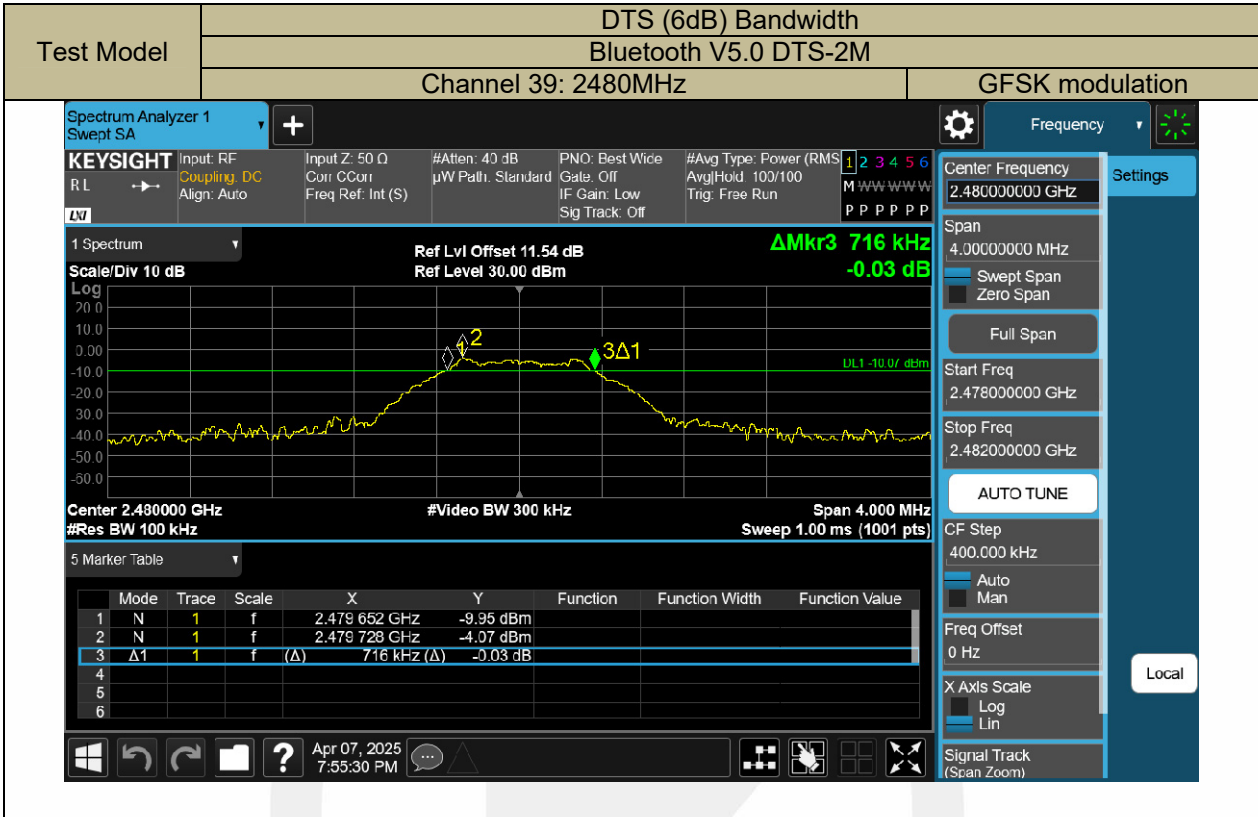 Test Model
DTS (6dB) Bandwidth
Bluetooth V5.0 DTS-2M
Channel 39: 2480MHz GFSK modulation
Spectrum Analyzer 1
Swept SA
+
Frequency
KEYSIGHT
RL
LXI
Input: RF
Coupling: DC
Align: Auto
Input Z: 50 Ω
Corr CCorr
Freq Ref: Int (S)
#Atten: 40 dB
µW Path: Standard
PNO: Best Wide
Gate: Off
IF Gain: Low
Sig Track: Off
#Avg Type: Power (RMS
Avg|Hold: 100/100
Trig: Free Run
1 2 3 4 5 6
M W W W W W
P P P P P P
1 Spectrum
Scale/Div 10 dB
Ref Lvl Offset 11.54 dB
Ref Level 30.00 dBm
ΔMkr3 716 kHz
-0.03 dB
Log
20.0
10.0
0.00
-10.0
-20.0
30.0
-40.0
-50.0
-60.0
1
2
3Δ1
DL1 -10.07 dBm
Center 2.480000 GHz
#Res BW 100 kHz
#Video BW 300 kHz
Span 4.000 MHz
Sweep 1.00 ms (1001 pts)
5 Marker Table
Mode Trace Scale X Y Function Function Width Function Value
1 N 1 f 2.479 652 GHz -9.95 dBm
2 N 1 f 2.479 728 GHz -4.07 dBm
3 Δ1 1 f (Δ) 716 kHz (Δ) -0.03 dB
4
5
6
?
Apr 07, 2025
7:55:30 PM
Center Frequency
2.480000000 GHz
Span
4.00000000 MHz
Swept Span
Zero Span
Full Span
Start Freq
2.478000000 GHz
Stop Freq
2.482000000 GHz
AUTO TUNE
CF Step
400.000 kHz
Auto
Man
Freq Offset
0 Hz
X Axis Scale
Log
Lin
Signal Track
(Span Zoom)
Settings
Local